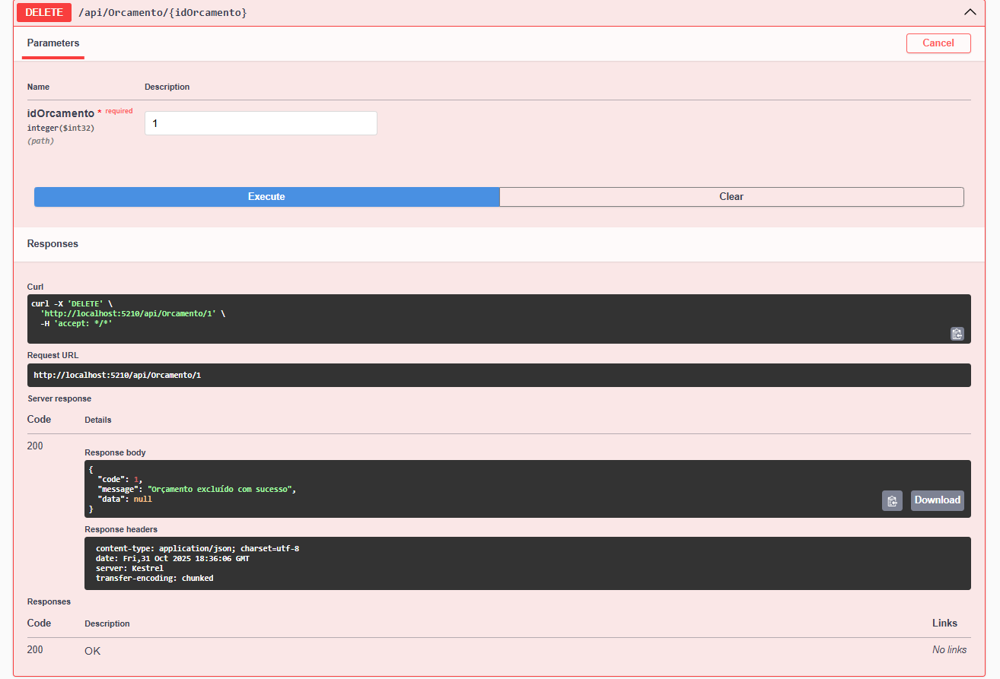 DELETE /api/Orcamento/{idOrcamento}
Parameters
Cancel
Name Description
idOrcamento * required
integer($int32)
(path)
1
Execute Clear
Responses
Curl
curl -X 'DELETE' \
'http://localhost:5210/api/Orcamento/1' \
-H 'accept: */*'
Request URL
http://localhost:5210/api/Orcamento/1
Server response
Code Details
200
Response body
{
"code": 1,
"message": "Orçamento excluído com sucesso",
"data": null
}
Download
Response headers
content-type: application/json; charset=utf-8
date: Fri,31 Oct 2025 18:36:06 GMT
server: Kestrel
transfer-encoding: chunked
Responses
Code Description Links
200 OK No links